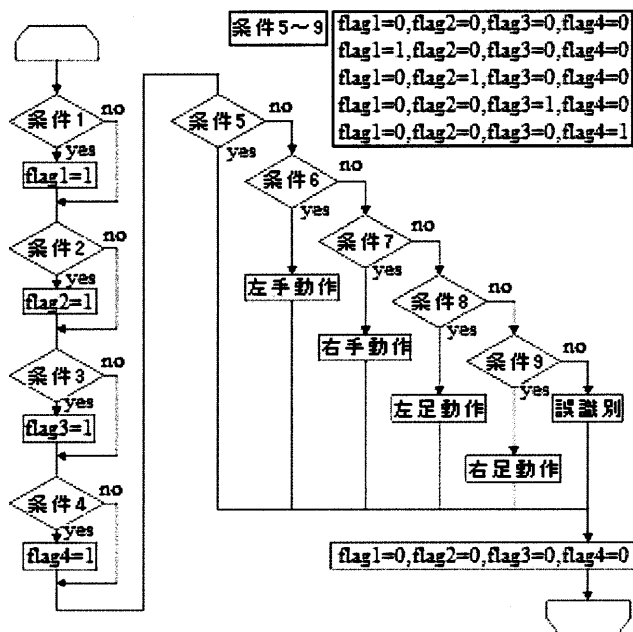 条件5～9
flag1=0,flag2=0,flag3=0,flag4=0
flag1=1,flag2=0,flag3=0,flag4=0
flag1=0,flag2=1,flag3=0,flag4=0
flag1=0,flag2=0,flag3=1,flag4=0
flag1=0,flag2=0,flag3=0,flag4=1
条件1
no
yes
flag1=1
条件2
no
yes
flag2=1
条件3
no
yes
flag3=1
条件4
no
yes
flag4=1
条件5
no
yes
条件6
no
yes
左手動作
条件7
no
yes
右手動作
条件8
no
yes
左足動作
条件9
no
yes
右足動作
誤識別
flag1=0,flag2=0,flag3=0,flag4=0